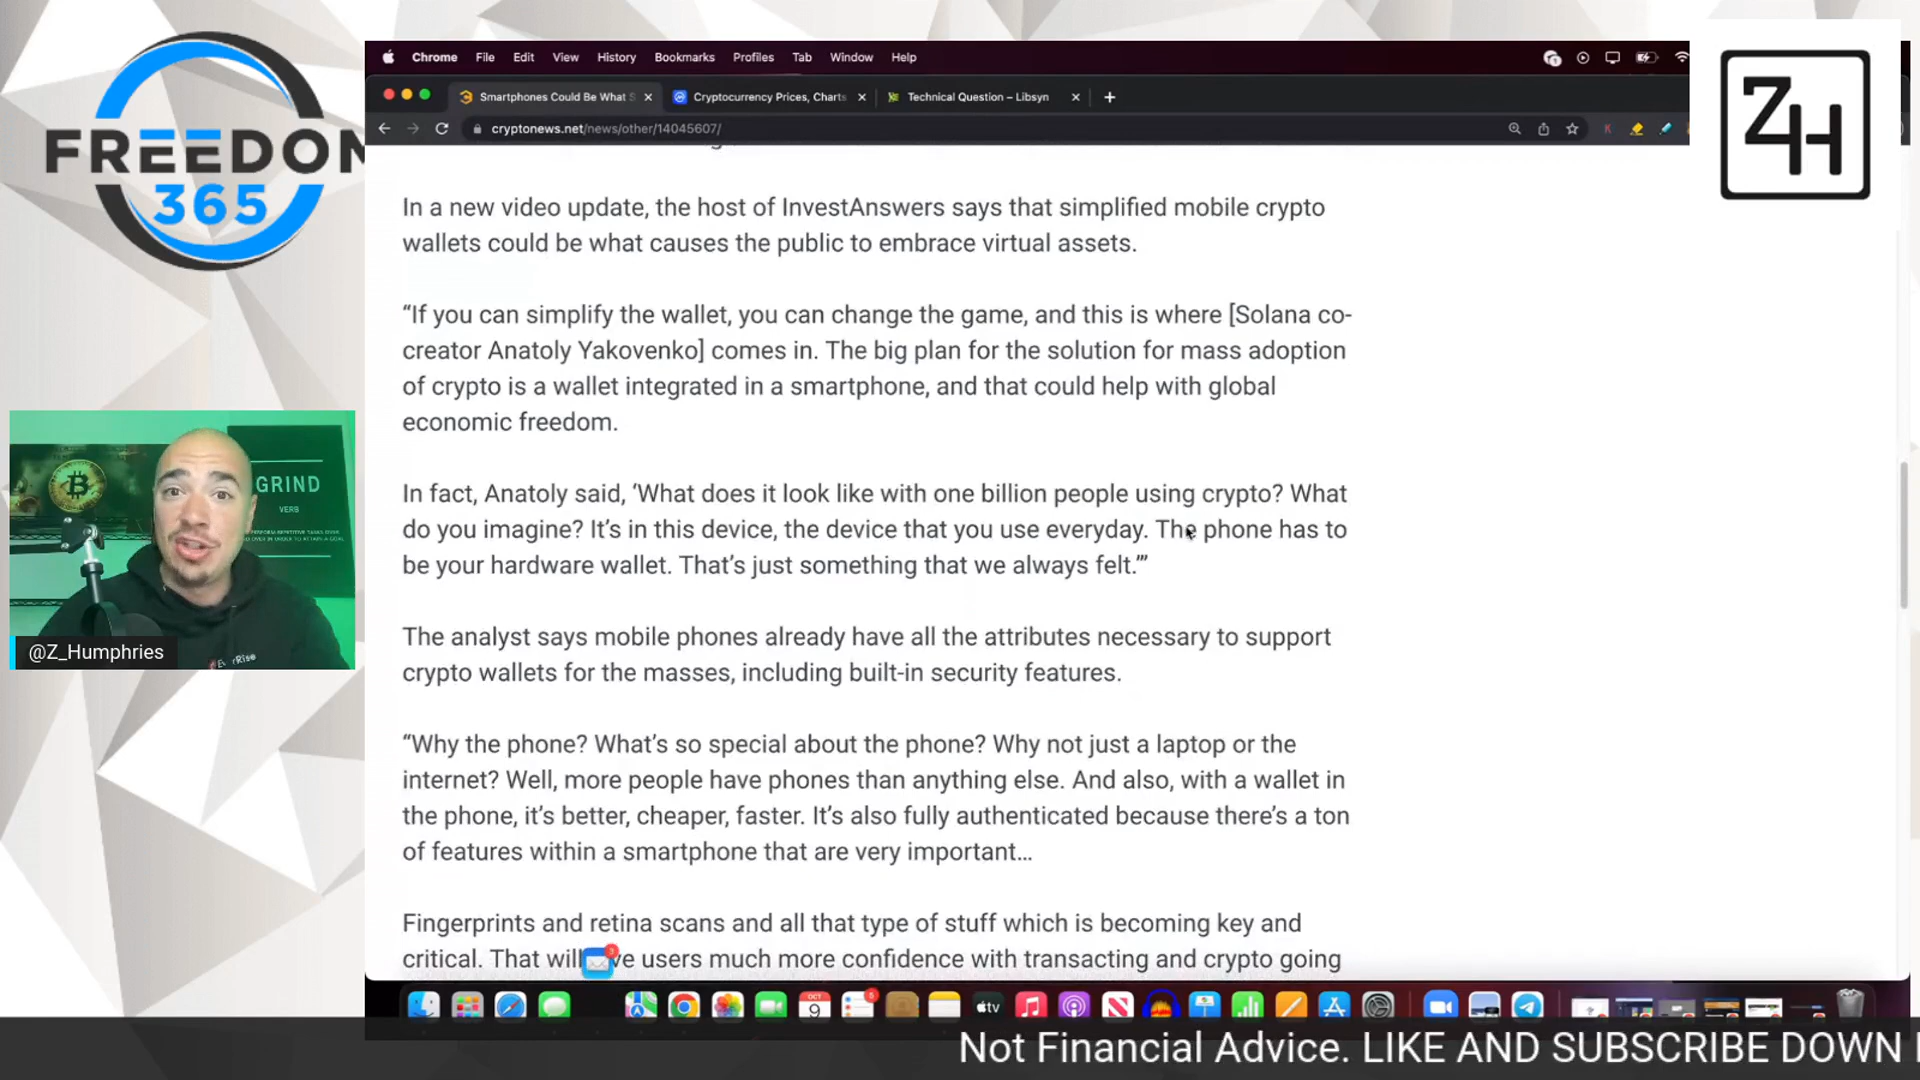 FREEDOM
365
ZH
Chrome File Edit View History Bookmarks Profiles Tab Window Help
Smartphones Could Be What S
Cryptocurrency Prices, Charts
Technical Question – Libsyn
cryptonews.net/news/other/14045607/
In a new video update, the host of InvestAnswers says that simplified mobile crypto
wallets could be what causes the public to embrace virtual assets.
“If you can simplify the wallet, you can change the game, and this is where [Solana co-
creator Anatoly Yakovenko] comes in. The big plan for the solution for mass adoption
of crypto is a wallet integrated in a smartphone, and that could help with global
economic freedom.
In fact, Anatoly said, ‘What does it look like with one billion people using crypto? What
do you imagine? It’s in this device, the device that you use everyday. The phone has to
be your hardware wallet. That’s just something that we always felt.’”
The analyst says mobile phones already have all the attributes necessary to support
crypto wallets for the masses, including built-in security features.
“Why the phone? What’s so special about the phone? Why not just a laptop or the
internet? Well, more people have phones than anything else. And also, with a wallet in
the phone, it’s better, cheaper, faster. It’s also fully authenticated because there’s a ton
of features within a smartphone that are very important…
Fingerprints and retina scans and all that type of stuff which is becoming key and
critical. That will ve users much more confidence with transacting and crypto going
GRIND
VERB
@Z_Humphries
3
OCT
9
5
tv
Not Financial Advice. LIKE AND SUBSCRIBE DOWN